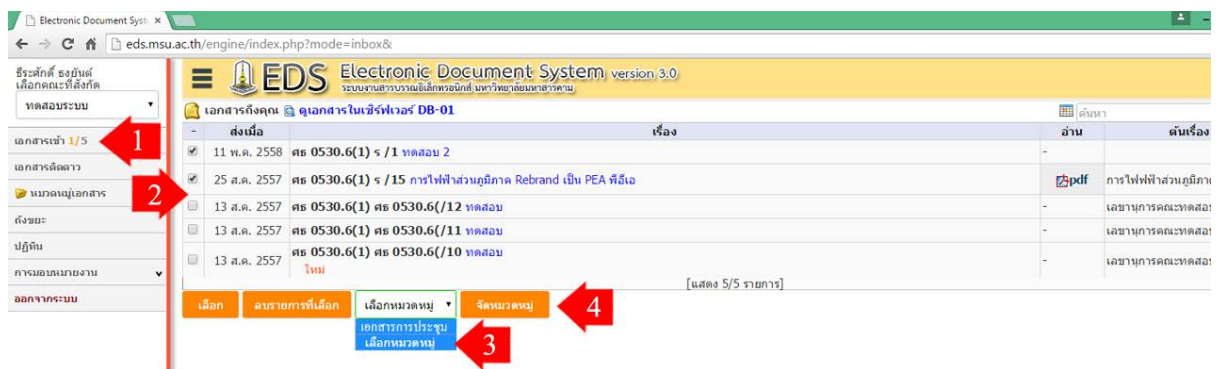 Electronic Document Syst
eds.msu.ac.th/engine/index.php?mode=inbox&
ธีระศักดิ์ ธงยันต์
เลือกคณะที่สังกัด
ทดสอบระบบ
เอกสารเข้า 1/5
เอกสารติดดาว
หมวดหมู่เอกสาร
ถังขยะ
ปฏิทิน
การมอบหมายงาน
ออกจากระบบ
1
2
EDS Electronic Document System version 3.0
ระบบงานสารบรรณอิเล็กทรอนิกส์ มหาวิทยาลัยมหาสารคาม
เอกสารถึงคุณ ดูเอกสารในเซิร์ฟเวอร์ DB-01 ค้นหา
- ส่งเมื่อ เรื่อง อ่าน ต้นเรื่อง
11 พ.ค. 2558 ศธ 0530.6(1) ร /1 ทดสอบ 2 -
25 ส.ค. 2557 ศธ 0530.6(1) ร /15 การไฟฟ้าส่วนภูมิภาค Rebrand เป็น PEA พีอีเอ pdf การไฟฟ้าส่วนภูมิภา
13 ส.ค. 2557 ศธ 0530.6(1) ศธ 0530.6(/12 ทดสอบ - เลขานุการคณะทดสอ
13 ส.ค. 2557 ศธ 0530.6(1) ศธ 0530.6(/11 ทดสอบ - เลขานุการคณะทดสอ
13 ส.ค. 2557 ศธ 0530.6(1) ศธ 0530.6(/10 ทดสอบ - เลขานุการคณะทดสอ
ใหม่
[แสดง 5/5 รายการ]
เลือก ลบรายการที่เลือก เลือกหมวดหมู่ จัดหมวดหมู่ 4
เอกสารการประชุม
เลือกหมวดหมู่ 3